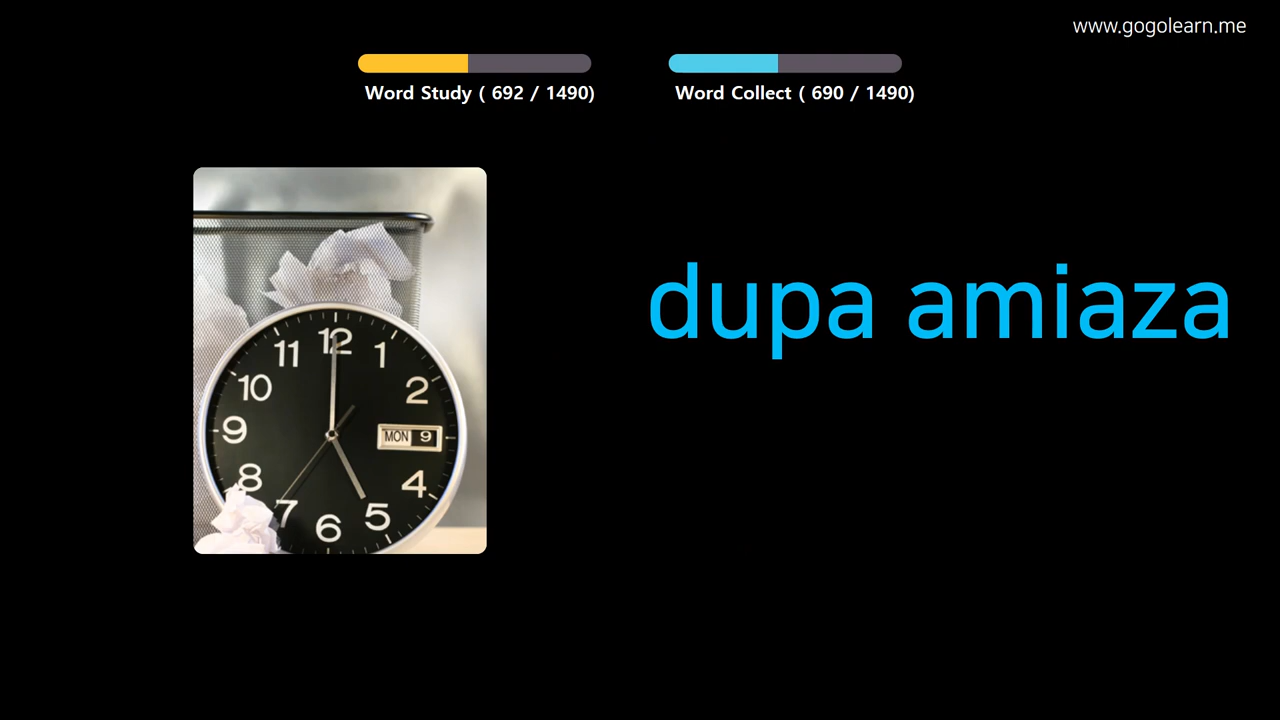 www.gogolearn.me
Word Study ( 692 / 1490)
Word Collect ( 690 / 1490)
dupa amiaza
12
11
1
10
2
9
MON 9
8
4
7
5
6